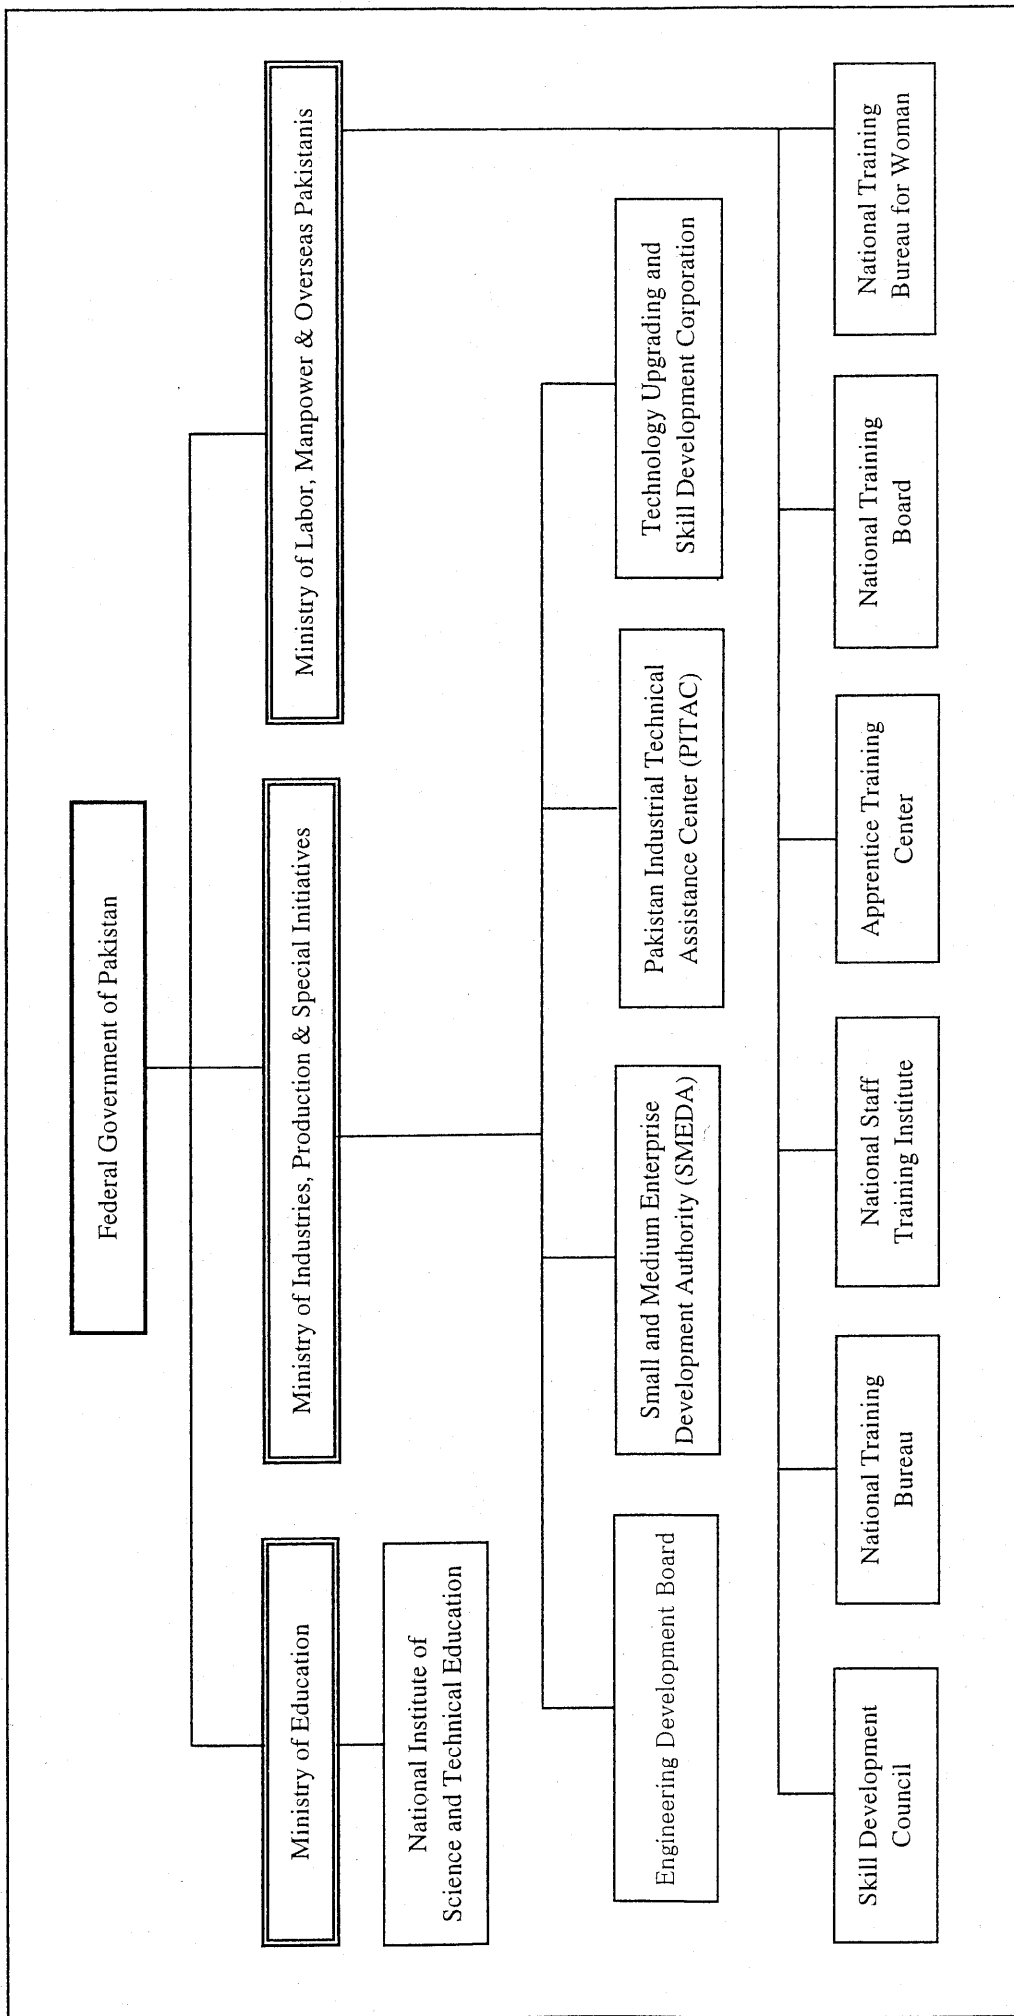 Federal Government of Pakistan
Ministry of Education
Ministry of Industries, Production & Special Initiatives
Ministry of Labor, Manpower & Overseas Pakistanis
National Institute of
Science and Technical Education
Engineering Development Board
Small and Medium Enterprise
Development Authority (SMEDA)
Pakistan Industrial Technical
Assistance Center (PITAC)
Technology Upgrading and
Skill Development Corporation
Skill Development
Council
National Training
Bureau
National Staff
Training Institute
Apprentice Training
Center
National Training
Board
National Training
Bureau for Woman